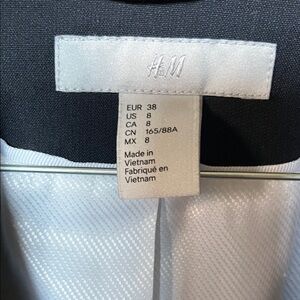 H&M
EUR 38
US 8
CA 8
CN 165/88A
MX 8
Made in
Vietnam
Fabriqué en
Vietnam